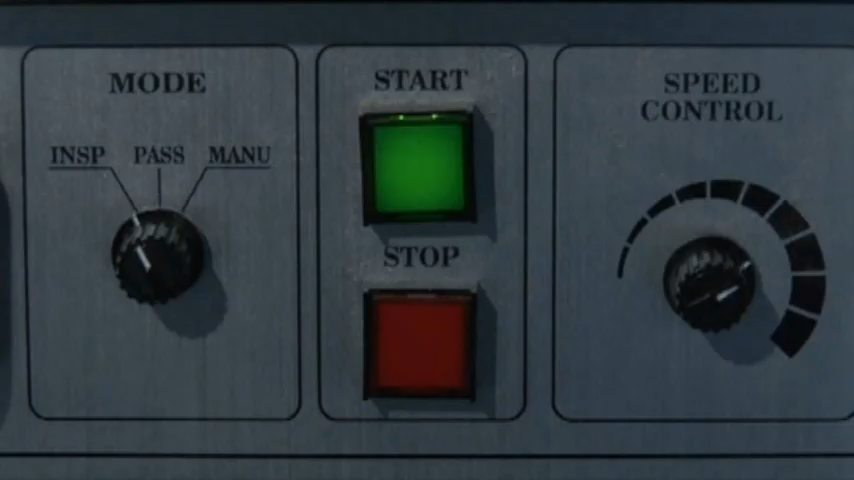 MODE
INSP PASS MANU
START
STOP
SPEED
CONTROL